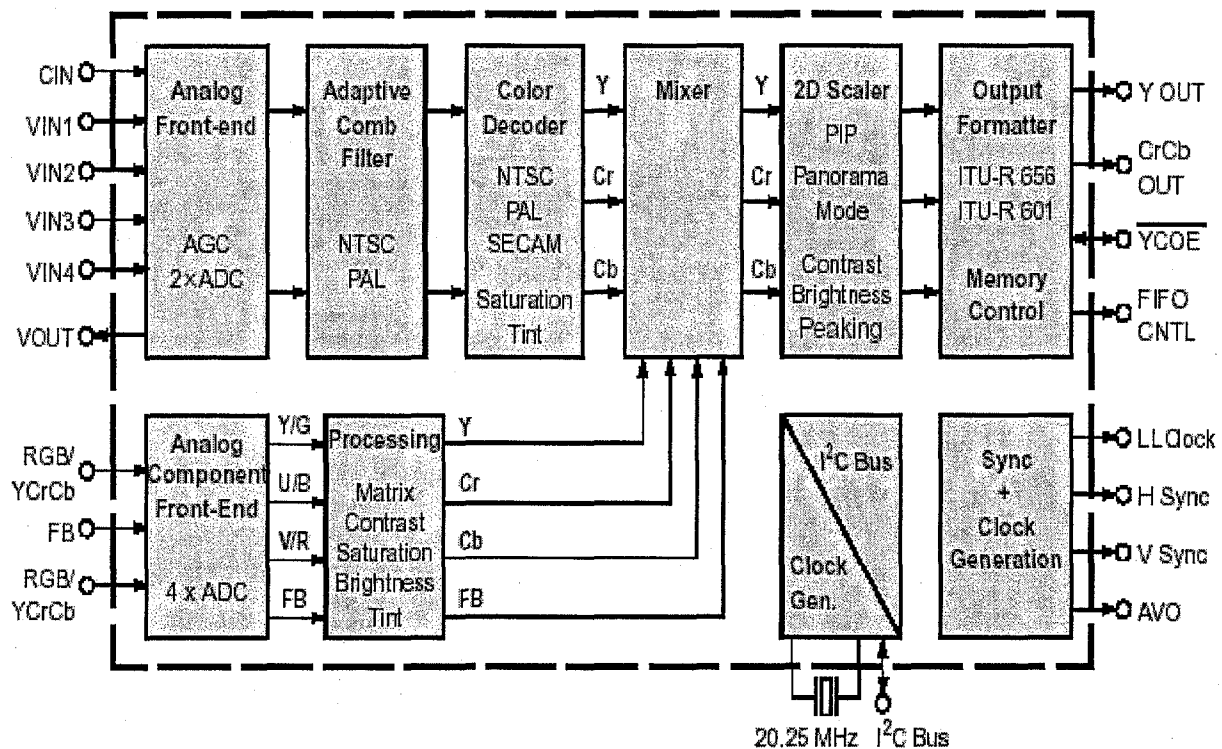 CIN
VIN1
VIN2
VIN3
VIN4
VOUT
Analog
Front-end
AGC
2×ADC
Adaptive
Comb
Filter
NTSC
PAL
Color
Decoder
NTSC
PAL
SECAM
Saturation
Tint
Y
Cr
Cb
Mixer
Y
Cr
Cb
2D Scaler
PIP
Panorama
Mode
Contrast
Brightness
Peaking
Output
Formatter
ITU-R 656
ITU-R 601
Memory
Control
Y OUT
CrCb
OUT
YCOE
FIFO
CNTL
RGB/
YCrCb
FB
RGB/
YCrCb
Analog
Component
Front-End
4 x ADC
Y/G
U/B
V/R
FB
Processing
Matrix
Contrast
Saturation
Brightness
Tint
Y
Cr
Cb
FB
I²C Bus
Clock
Gen.
Sync
+
Clock
Generation
LLClock
H Sync
V Sync
AVO
20.25 MHz
I²C Bus